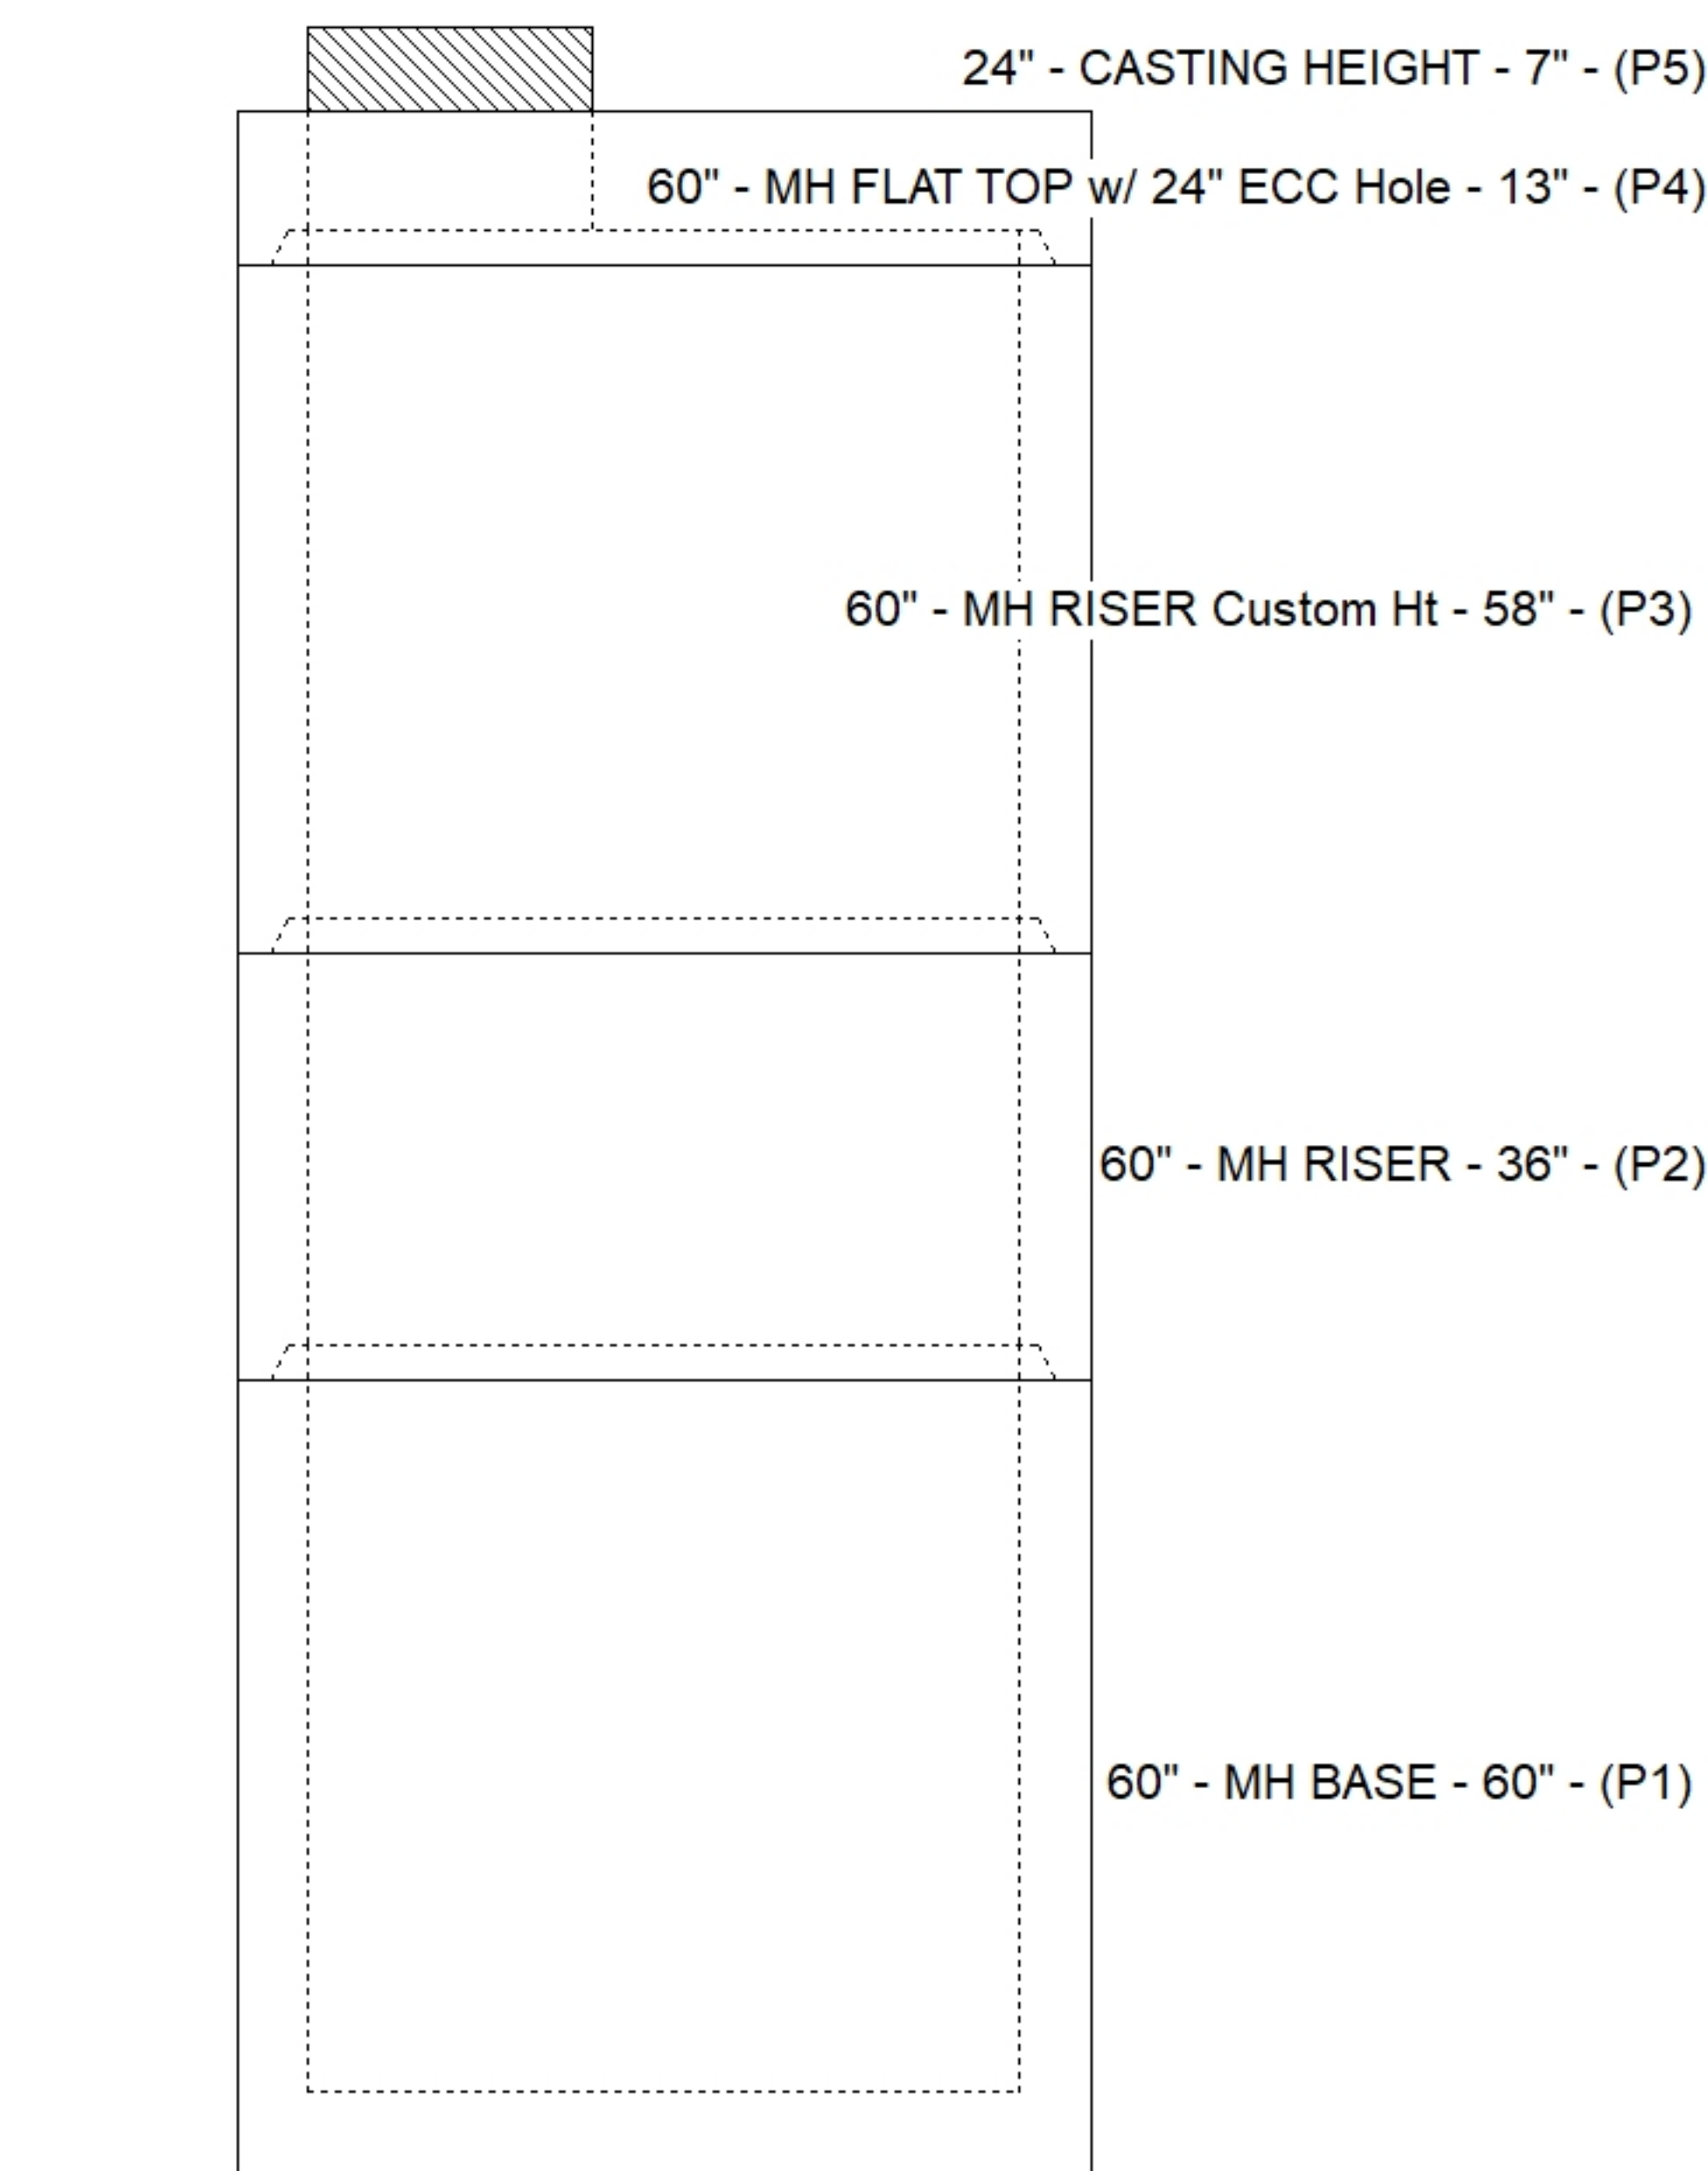 24" - CASTING HEIGHT - 7" - (P5)
60" - MH FLAT TOP w/ 24" ECC Hole - 13" - (P4)
60" - MH RISER Custom Ht - 58" - (P3)
60" - MH RISER - 36" - (P2)
60" - MH BASE - 60" - (P1)